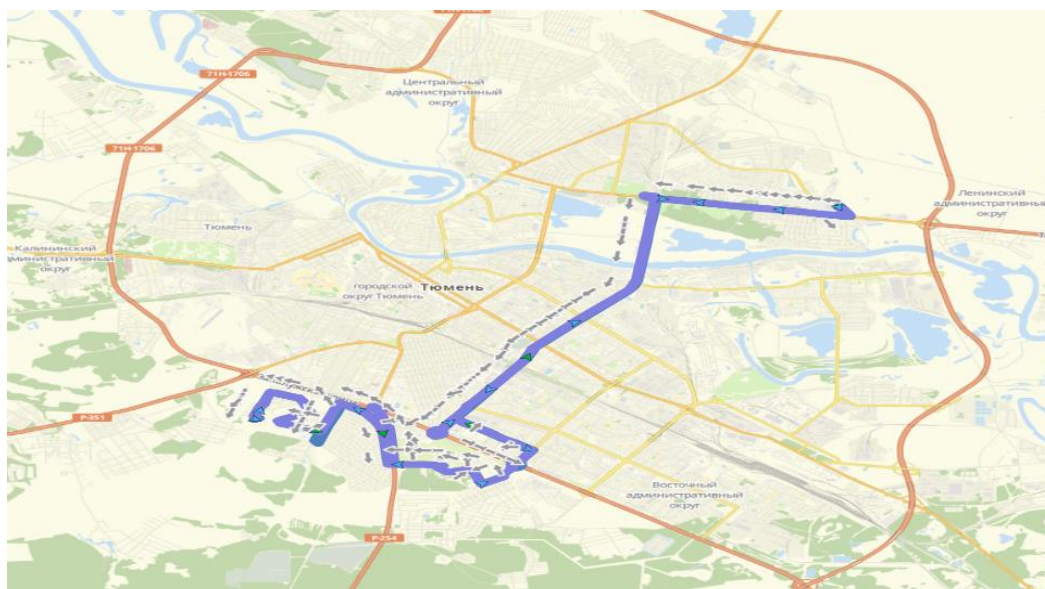 71Н-1706
Центральный
административный
округ
71Н-1706
Ленинский
административный
округ
Тюмень
Калининский
административный
округ
городской
округ Тюмень
Тюмень
Р-251
Восточный
административный
округ
Р-254